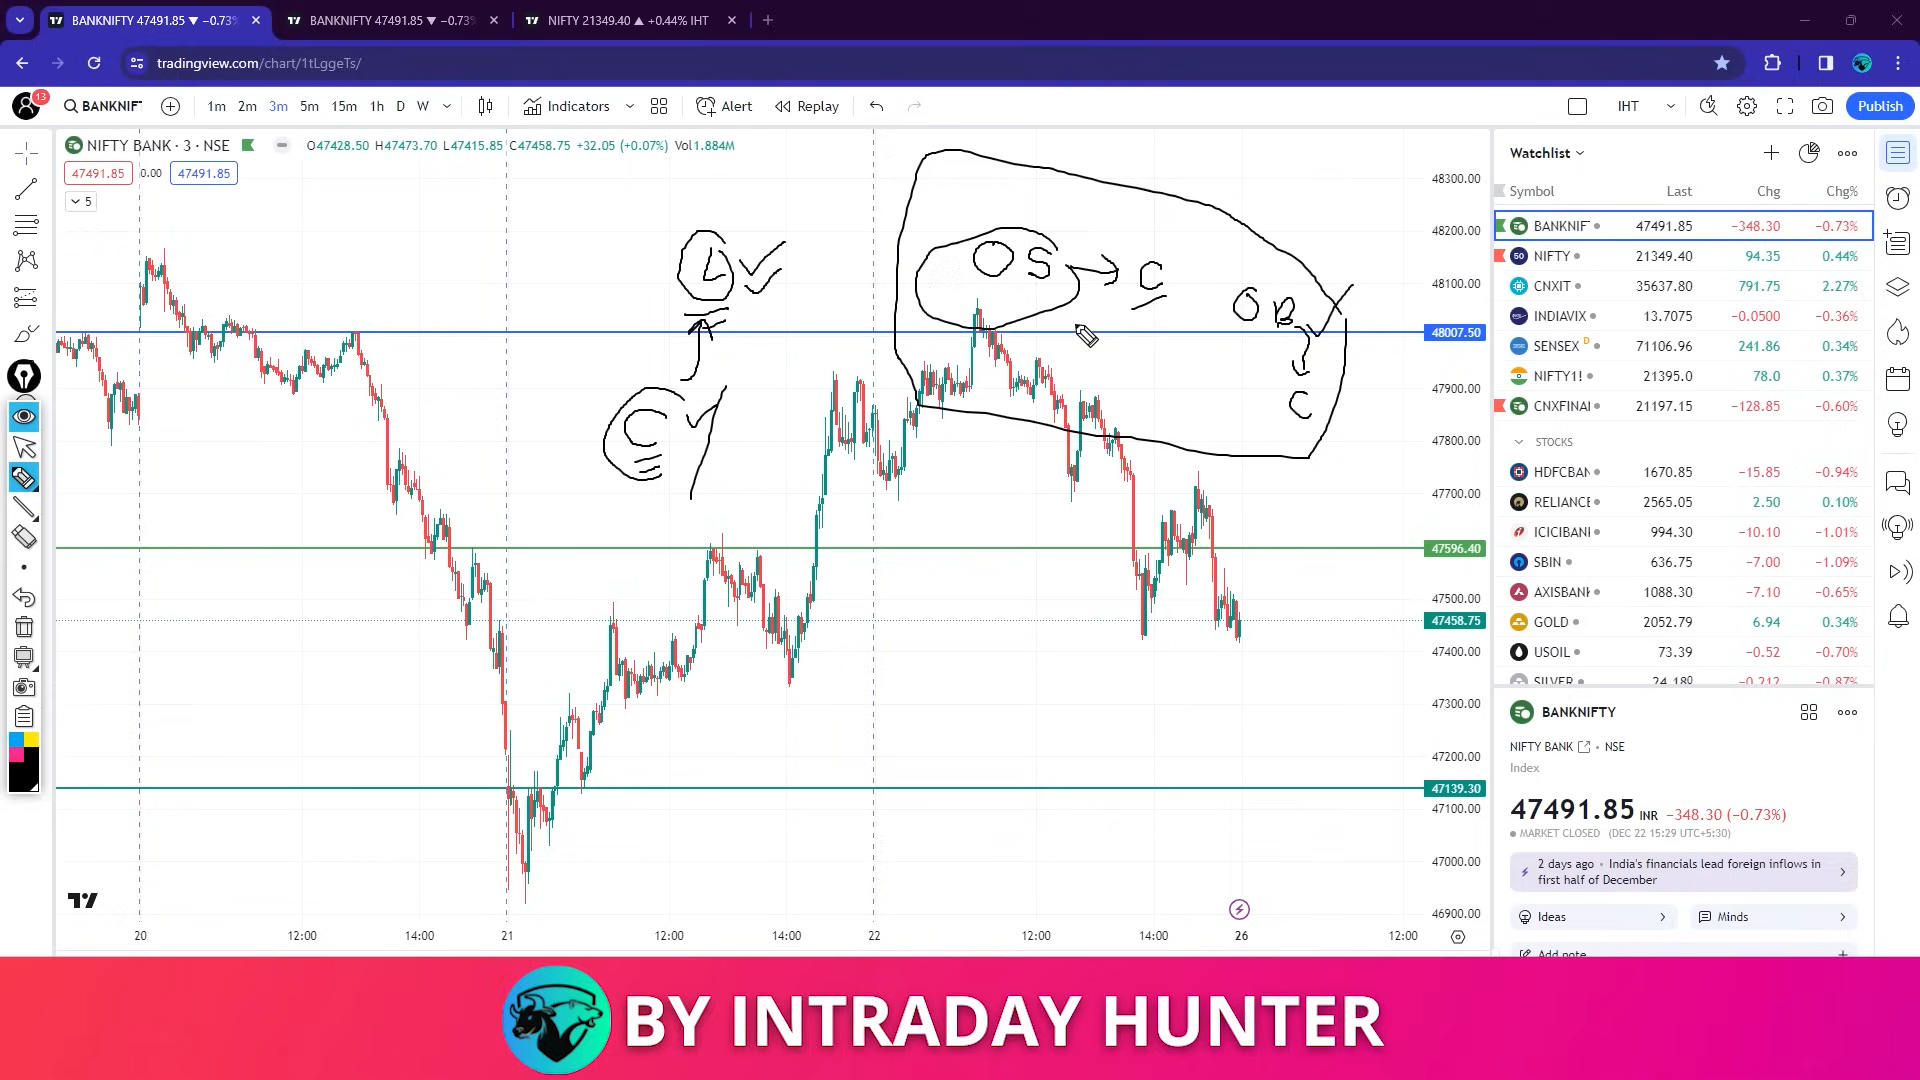 BANKNIFTY 47491.85 ▼ −0.73%
BANKNIFTY 47491.85 ▼ −0.73%
NIFTY 21349.40 ▲ +0.44% IHT
tradingview.com/chart/1tLggeTs/
13
BANKNIF
1m 2m 3m 5m 15m 1h D W
Indicators
Alert
Replay
IHT
Publish
NIFTY BANK · 3 · NSE
O47428.50 H47473.70 L47415.85 C47458.75 +32.05 (+0.07%) Vol1.884M
47491.85 0.00 47491.85
5
L
C
OS → C
OB
C
48300.00
48200.00
48100.00
48007.50
47900.00
47800.00
47700.00
47596.40
47500.00
47458.75
47400.00
47300.00
47200.00
47139.30
47100.00
47000.00
46900.00
20 12:00 14:00 21 12:00 14:00 22 12:00 14:00 26 12:00
Watchlist
Symbol Last Chg Chg%
BANKNIF 47491.85 −348.30 −0.73%
NIFTY 21349.40 94.35 0.44%
CNXIT 35637.80 791.75 2.27%
INDIAVIX 13.7075 −0.0500 −0.36%
SENSEX D 71106.96 241.86 0.34%
NIFTY1! 21395.0 78.0 0.37%
CNXFINAI 21197.15 −128.85 −0.60%
STOCKS
HDFCBAN 1670.85 −15.85 −0.94%
RELIANCE 2565.05 2.50 0.10%
ICICIBANI 994.30 −10.10 −1.01%
SBIN 636.75 −7.00 −1.09%
AXISBANK 1088.30 −7.10 −0.65%
GOLD 2052.79 6.94 0.34%
USOIL 73.39 −0.52 −0.70%
SILVER 24.180 −0.212 −0.87%
BANKNIFTY
NIFTY BANK · NSE
Index
47491.85 INR −348.30 (−0.73%)
MARKET CLOSED (DEC 22 15:29 UTC+5:30)
2 days ago · India's financials lead foreign inflows in
first half of December
Ideas
Minds
Add note
BY INTRADAY HUNTER